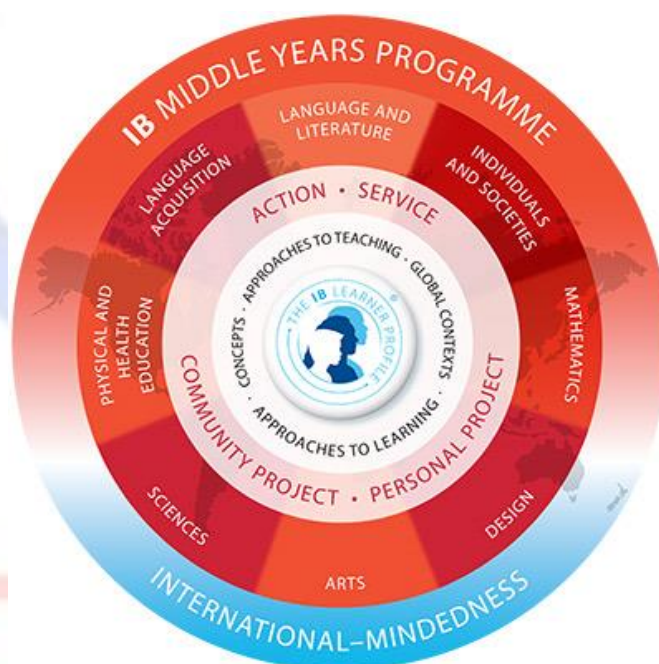 IB MIDDLE YEARS PROGRAMME
LANGUAGE AND
LITERATURE
INDIVIDUALS
AND SOCIETIES
MATHEMATICS
DESIGN
ARTS
SCIENCES
PHYSICAL AND
HEALTH
EDUCATION
LANGUAGE
ACQUISITION
ACTION • SERVICE
PERSONAL PROJECT
COMMUNITY PROJECT •
APPROACHES TO TEACHING •
GLOBAL CONTEXTS •
APPROACHES TO LEARNING •
CONCEPTS •
• THE IB LEARNER PROFILE •
®
INTERNATIONAL–MINDEDNESS